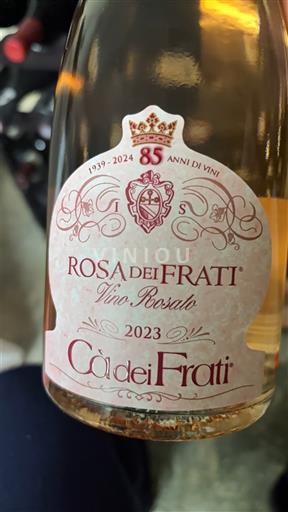 1939 - 2024 85 ANNI DI VINI
I S
VINIOU
ROSA DEI FRATI®
Vino Rosato
2023
Cà dei Frati®